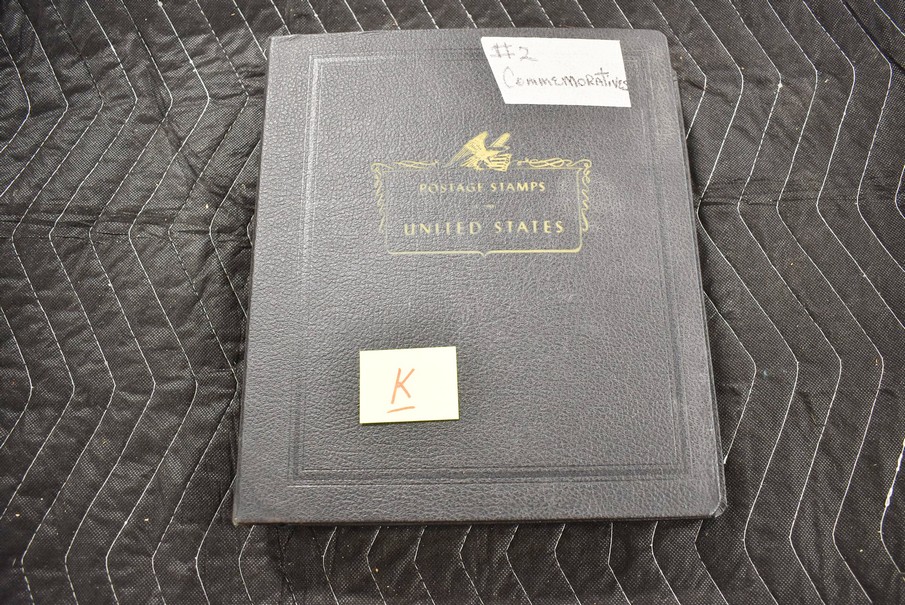 #2
Commemoratives
POSTAGE STAMPS
UNITED STATES
K